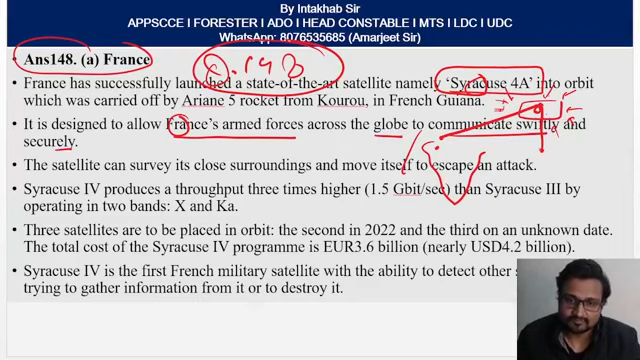 By Intakhab Sir
APPSCCE I FORESTER I ADO I HEAD CONSTABLE I MTS I LDC I UDC
WhatsApp: 8076535685 (Amarjeet Sir)
• Ans148. (a) France
• France has successfully launched a state-of-the-art satellite namely 'Syracuse 4A' into orbit
which was carried off by Ariane 5 rocket from Kourou, in French Guiana.
• It is designed to allow France's armed forces across the globe to communicate swiftly and
securely.
• The satellite can survey its close surroundings and move itself to escape an attack.
• Syracuse IV produces a throughput three times higher (1.5 Gbit/sec) than Syracuse III by
operating in two bands: X and Ka.
• Three satellites are to be placed in orbit: the second in 2022 and the third on an unknown date.
The total cost of the Syracuse IV programme is EUR3.6 billion (nearly USD4.2 billion).
• Syracuse IV is the first French military satellite with the ability to detect other
trying to gather information from it or to destroy it.